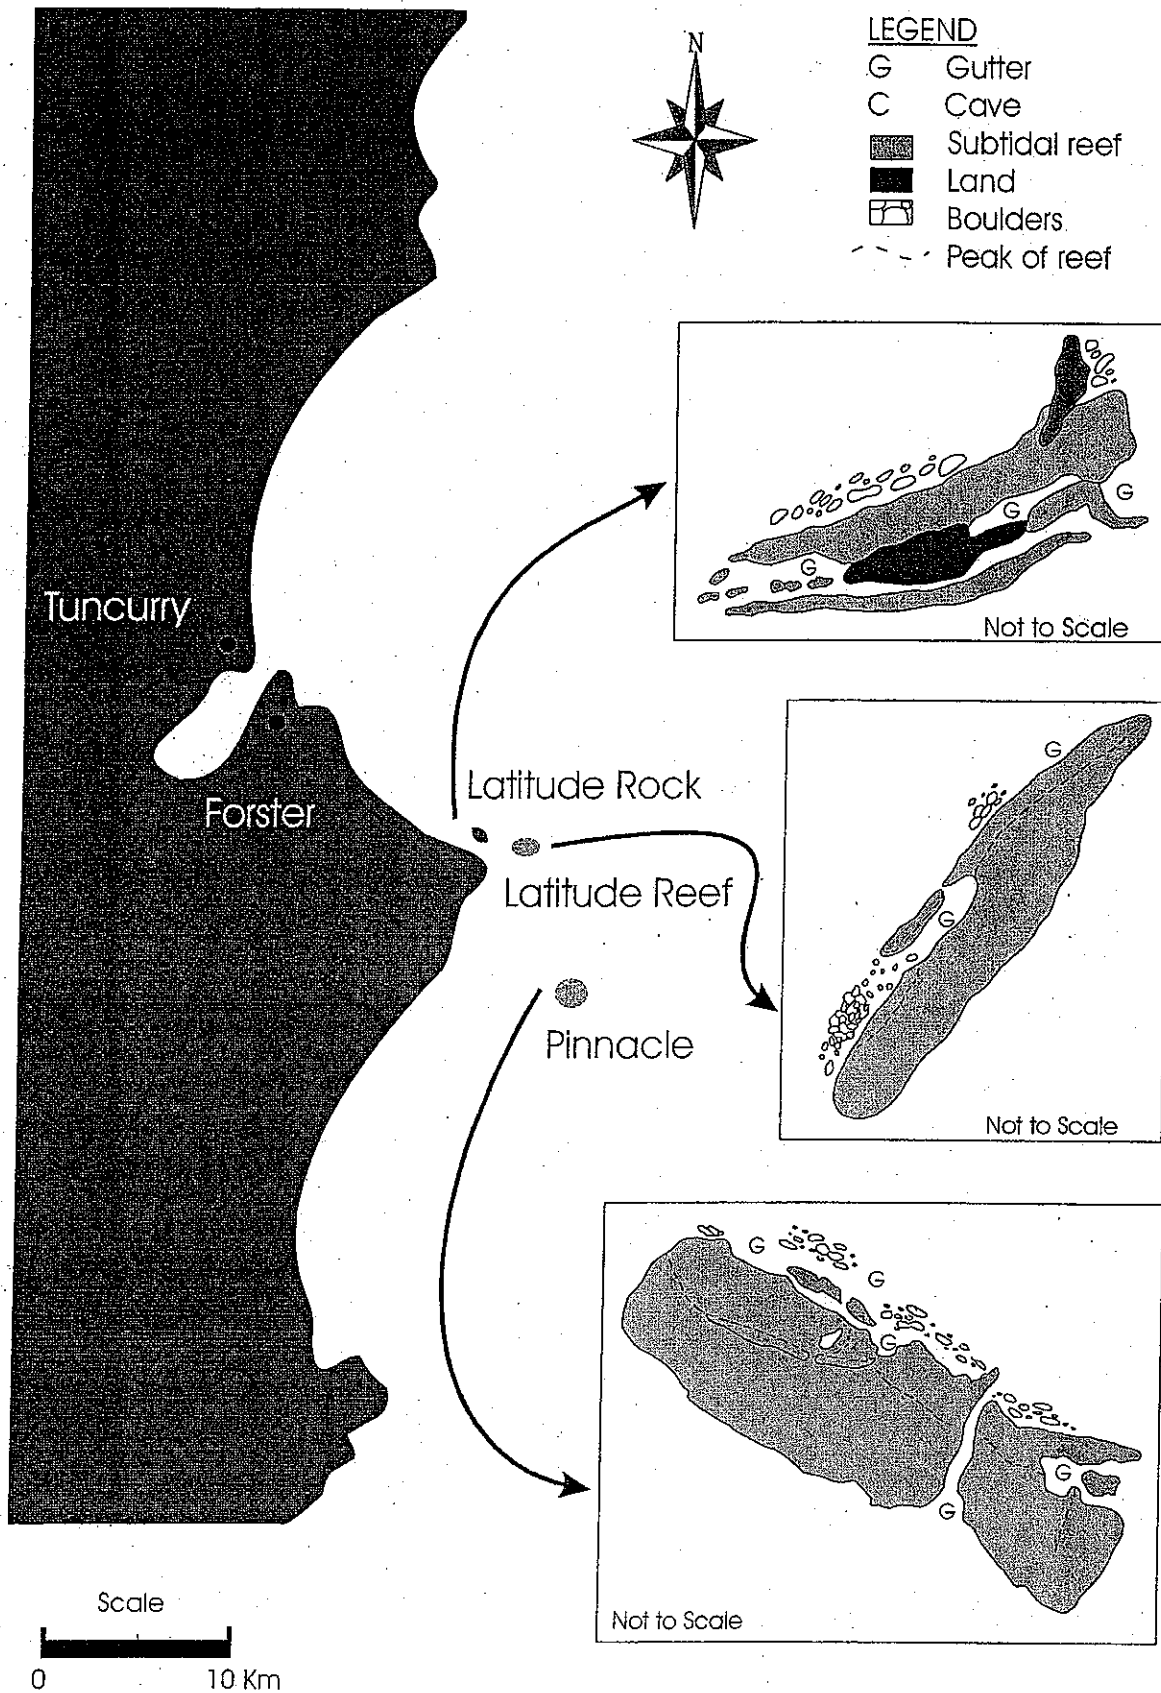 N
LEGEND
G Gutter
C Cave
Subtidal reef
Land
Boulders
Peak of reef
G
G
G
Not to Scale
Tuncurry
Forster
Latitude Rock
Latitude Reef
Pinnacle
G
G
Not to Scale
G
G
G
G
G
Not to Scale
Scale
0 10 Km